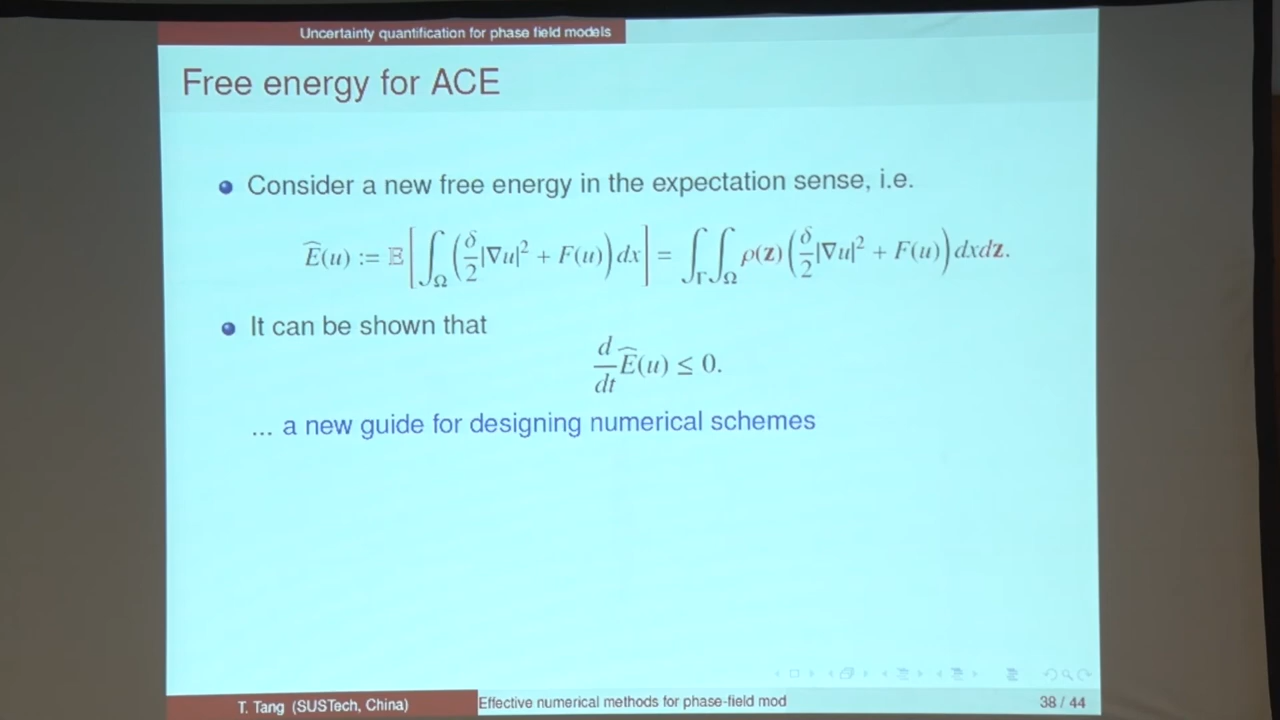 Uncertainty quantification for phase field models
Free energy for ACE
Consider a new free energy in the expectation sense, i.e.
Ê(u) := 𝔼[∫_Ω (δ/2 |∇u|² + F(u)) dx] = ∫_Γ ∫_Ω ρ(z) (δ/2 |∇u|² + F(u)) dxdz.
It can be shown that
d/dt Ê(u) ≤ 0.
... a new guide for designing numerical schemes
T. Tang (SUSTech, China)
Effective numerical methods for phase-field mod
38 / 44